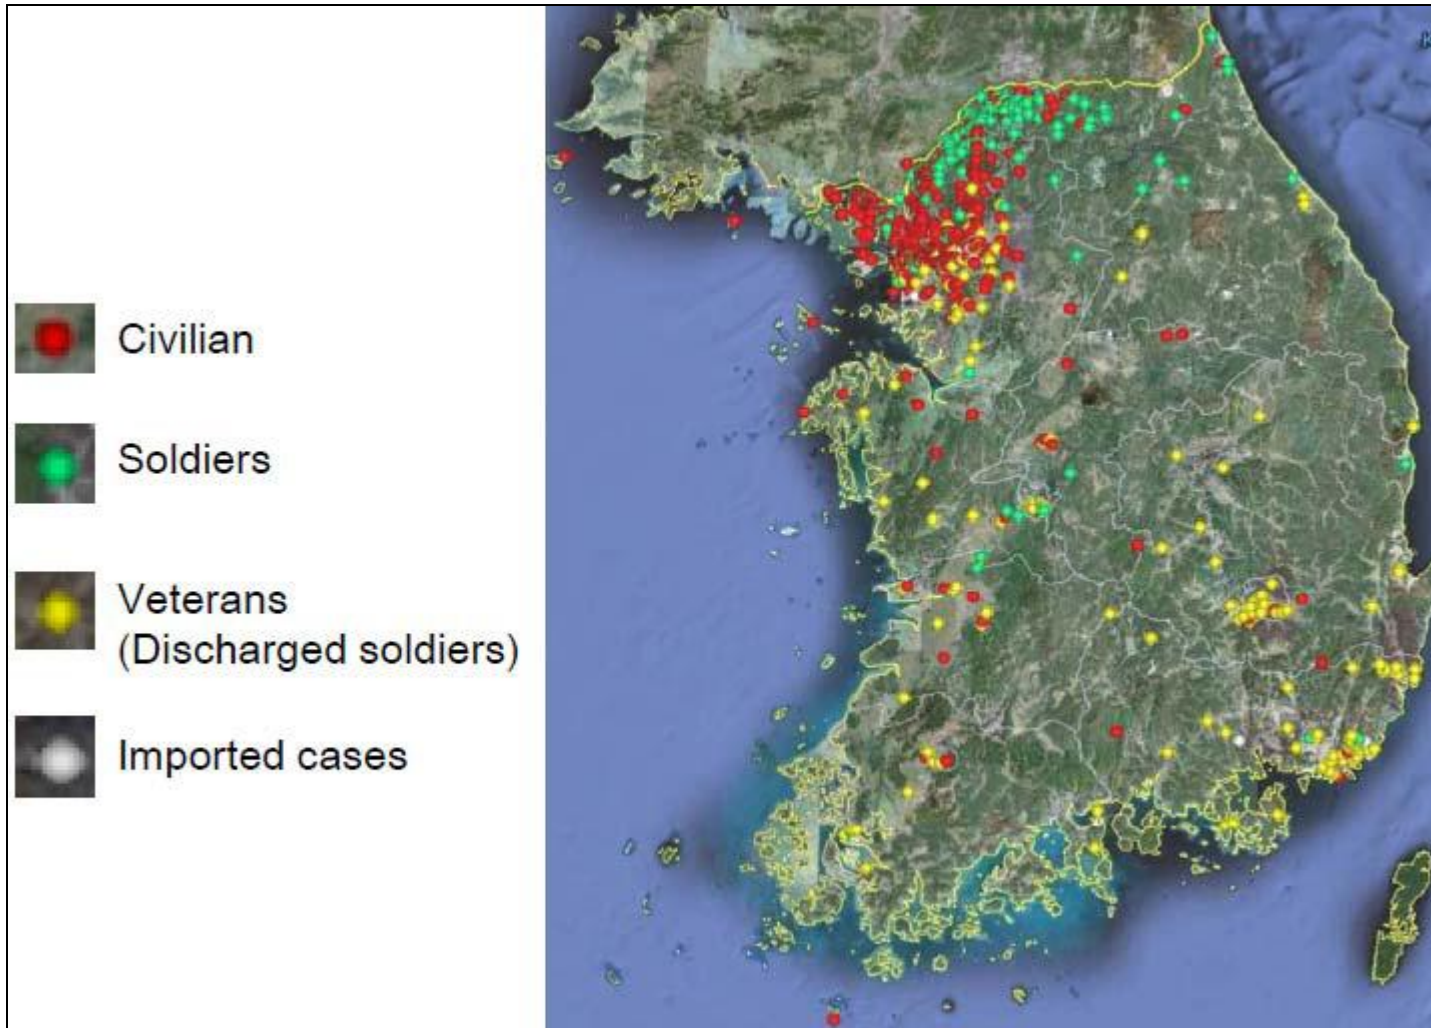 Civilian
Soldiers
Veterans
(Discharged soldiers)
Imported cases